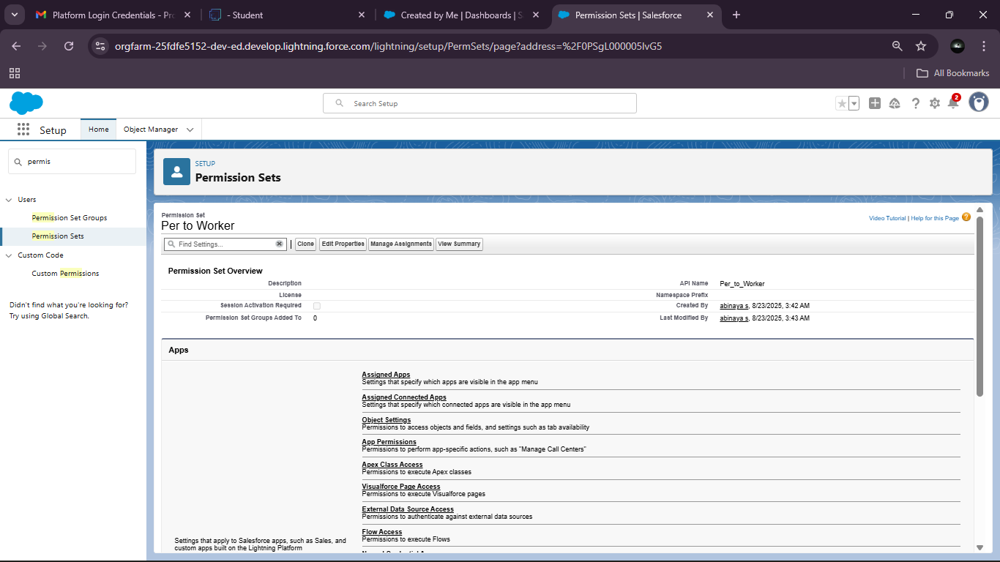 Platform Login Credentials - Pro
- Student
Created by Me | Dashboards | S
Permission Sets | Salesforce
orgfarm-25fdfe5152-dev-ed.develop.lightning.force.com/lightning/setup/PermSets/page?address=%2F0PSgL000005IvG5
All Bookmarks
Search Setup
2
Setup
Home
Object Manager
permis
Users
Permission Set Groups
Permission Sets
Custom Code
Custom Permissions
Didn't find what you're looking for?
Try using Global Search.
SETUP
Permission Sets
Permission Set
Per to Worker
Video Tutorial | Help for this Page
Find Settings... | Clone Edit Properties Manage Assignments View Summary
Permission Set Overview
Description API Name Per_to_Worker
License Namespace Prefix
Session Activation Required Created By abinaya s, 8/23/2025, 3:42 AM
Permission Set Groups Added To 0 Last Modified By abinaya s, 8/23/2025, 3:43 AM
Apps
Assigned Apps
Settings that specify which apps are visible in the app menu
Assigned Connected Apps
Settings that specify which connected apps are visible in the app menu
Object Settings
Permissions to access objects and fields, and settings such as tab availability
App Permissions
Permissions to perform app-specific actions, such as "Manage Call Centers"
Apex Class Access
Permissions to execute Apex classes
Visualforce Page Access
Permissions to execute Visualforce pages
External Data Source Access
Permissions to authenticate against external data sources
Flow Access
Permissions to execute Flows
Settings that apply to Salesforce apps, such as Sales, and
custom apps built on the Lightning Platform